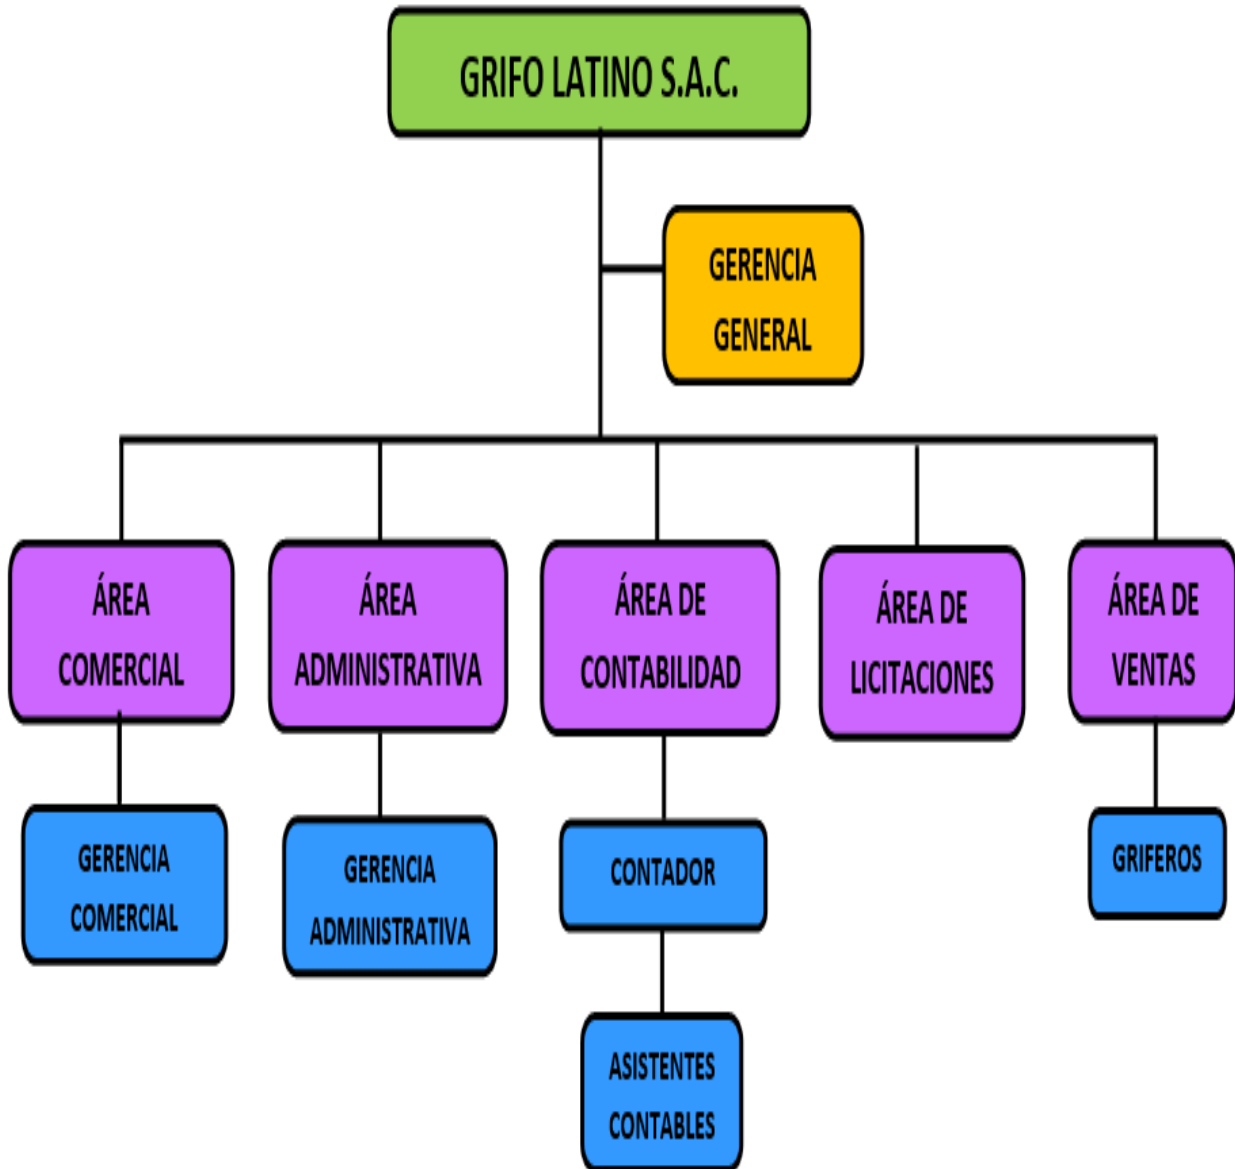 GRIFO LATINO S.A.C.
GERENCIA
GENERAL
ÁREA
COMERCIAL
ÁREA
ADMINISTRATIVA
ÁREA DE
CONTABILIDAD
ÁREA DE
LICITACIONES
ÁREA DE
VENTAS
GERENCIA
COMERCIAL
GERENCIA
ADMINISTRATIVA
CONTADOR
GRIFEROS
ASISTENTES
CONTABLES